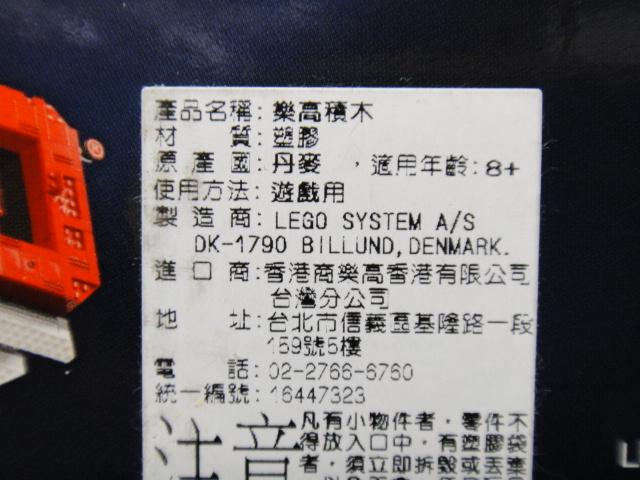 產品名稱: 樂高積木
材 質: 塑膠
原 產 國: 丹麥 ，適用年齡: 8+
使用方法: 遊戲用
製 造 商: LEGO SYSTEM A/S
DK-1790 BILLUND, DENMARK.
進 口 商: 香港商樂高香港有限公司
台灣分公司
地 址: 台北市信義區基隆路一段
159號5樓
電 話: 02-2766-6760
統一編號: 16447323
注意
凡有小物件者，零件不
得放入口中，有塑膠袋
者，須立即拆毀或丟棄